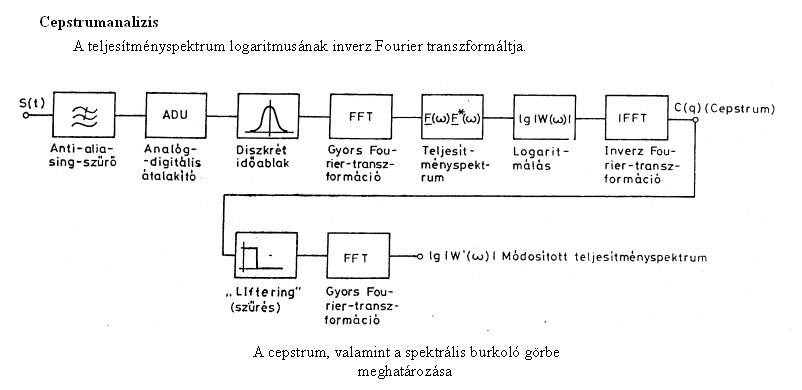 Cepstrumanalizis
A teljesítményspektrum logaritmusának inverz Fourier transzformáltja.
S(t)
ADU
FFT
F(ω)F*(ω)
lg|W(ω)|
IFFT
C(q) (Cepstrum)
Anti-alia-
sing-szűrő
Analóg-
-digitális
átalakító
Diszkrét
időablak
Gyors Fou-
rier-transz-
formáció
Teljesít-
ményspekt-
rum
Logarit-
málás
Inverz Fou-
rier-transz-
formáció
FFT
lg|W'(ω)| Módosított teljesítményspektrum
„Liftering"
(szűrés)
Gyors Fou-
rier-transz-
formáció
A cepstrum, valamint a spektrális burkoló görbe
meghatározása